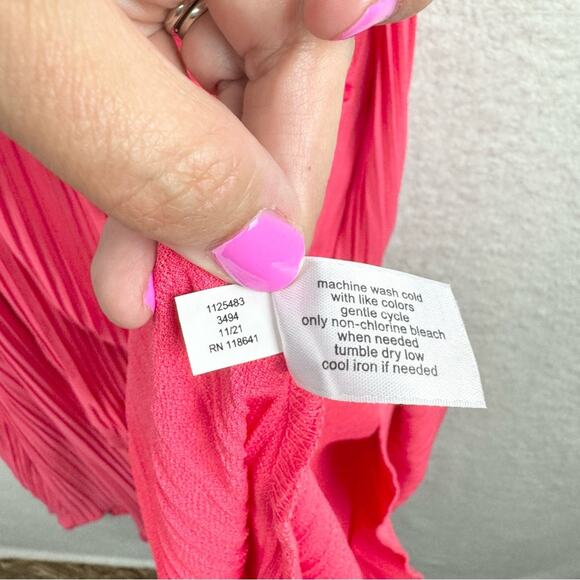 1125483
3494
11/21
RN 118641
machine wash cold
with like colors
gentle cycle
only non-chlorine bleach
when needed
tumble dry low
cool iron if needed